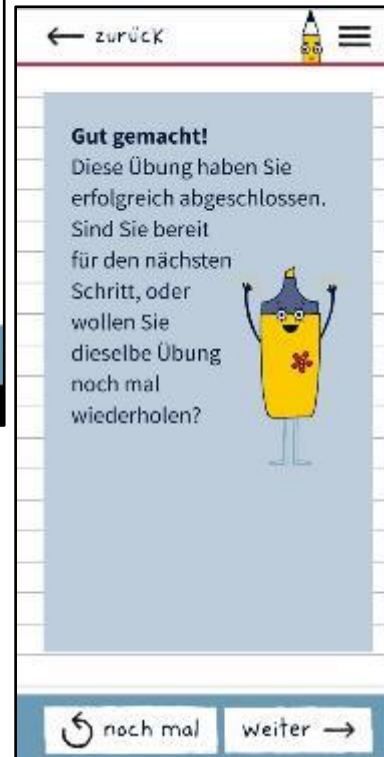 zurück
Gut gemacht!
Diese Übung haben Sie
erfolgreich abgeschlossen.
Sind Sie bereit
für den nächsten
Schritt, oder
wollen Sie
dieselbe Übung
noch mal
wiederholen?
noch mal
weiter